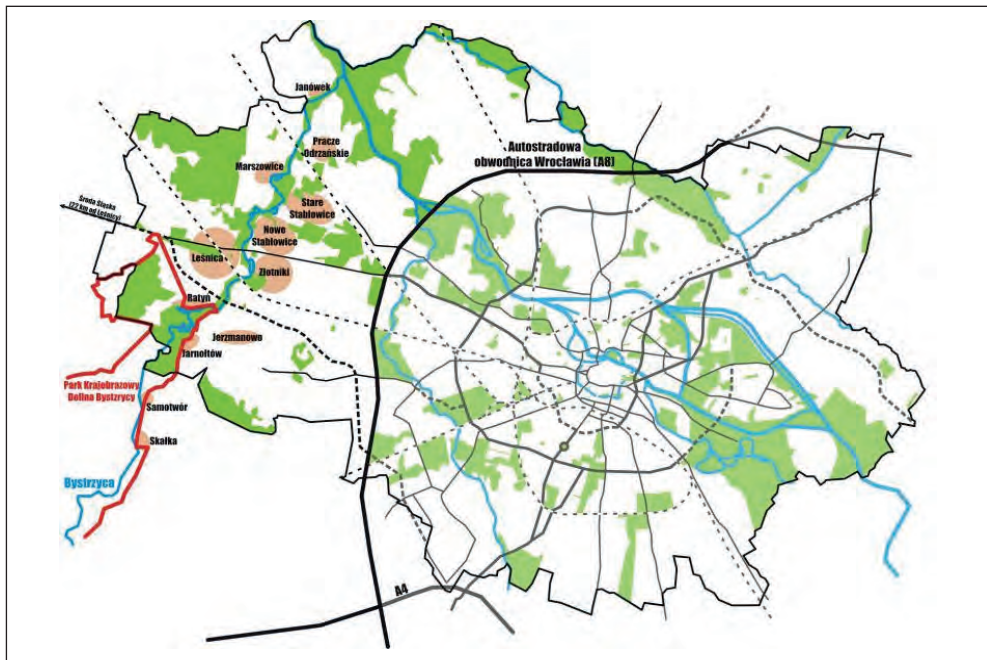 Janówek
Pracze
Odrzańskie
Marszowice
Autostradowa
obwodnica Wrocławia (A8)
Stare
Stabłowice
Środa Śląska
(22 km od Leśnicy)
Nowe
Stabłowice
Leśnica
Złotniki
Ratyń
Jerzmanowo
Jarnołtów
Park Krajobrazowy
Dolina Bystrzycy
Samotwór
Skałka
Bystrzyca
A4